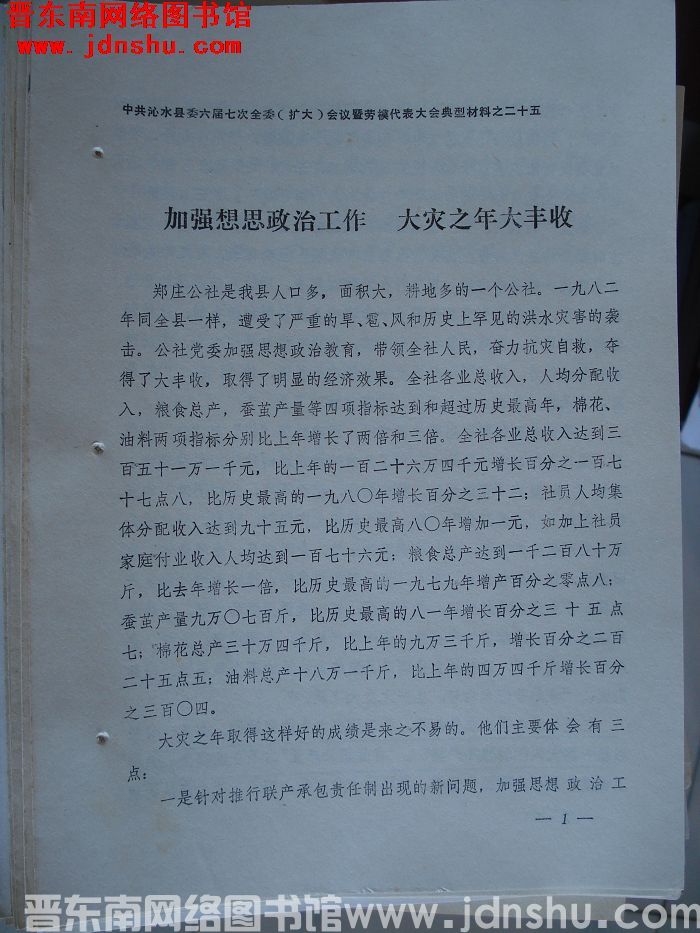 晋东南网络图书馆
www.jdnshu.com
中共沁水县委六届七次全委（扩大）会议暨劳模代表大会典型材料之二十五
加强想思政治工作 大灾之年大丰收
郑庄公社是我县人口多，面积大，耕地多的一个公社。一九八二
年同全县一样，遭受了严重的旱、雹、风和历史上罕见的洪水灾害的袭
击。公社党委加强思想政治教育，带领全社人民，奋力抗灾自救，夺
得了大丰收，取得了明显的经济效果。全社各业总收入，人均分配收
入，粮食总产，蚕茧产量等四项指标达到和超过历史最高年，棉花、
油料两项指标分别比上年增长了两倍和三倍。全社各业总收入达到三
百五十一万一千元，比上年的一百二十六万四千元增长百分之一百七
十七点八，比历史最高的一九八〇年增长百分之三十二；社员人均集
体分配收入达到九十五元，比历史最高八〇年增加一元，如加上社员
家庭付业收入人均达到一百七十六元；粮食总产达到一千二百八十万
斤，比去年增长一倍，比历史最高的一九七九年增产百分之零点八；
蚕茧产量九万〇七百斤，比历史最高的八一年增长百分之三十五点
七；棉花总产三十万四千斤，比上年的九万三千斤，增长百分之二百
二十五点五；油料总产十八万一千斤，比上年的四万四千斤增长百分
之三百〇四。
大灾之年取得这样好的成绩是来之不易的。他们主要体会有三
点：
一是针对推行联产承包责任制出现的新问题，加强思想政治工
— 1 —
晋东南网络图书馆 www.jdnshu.com